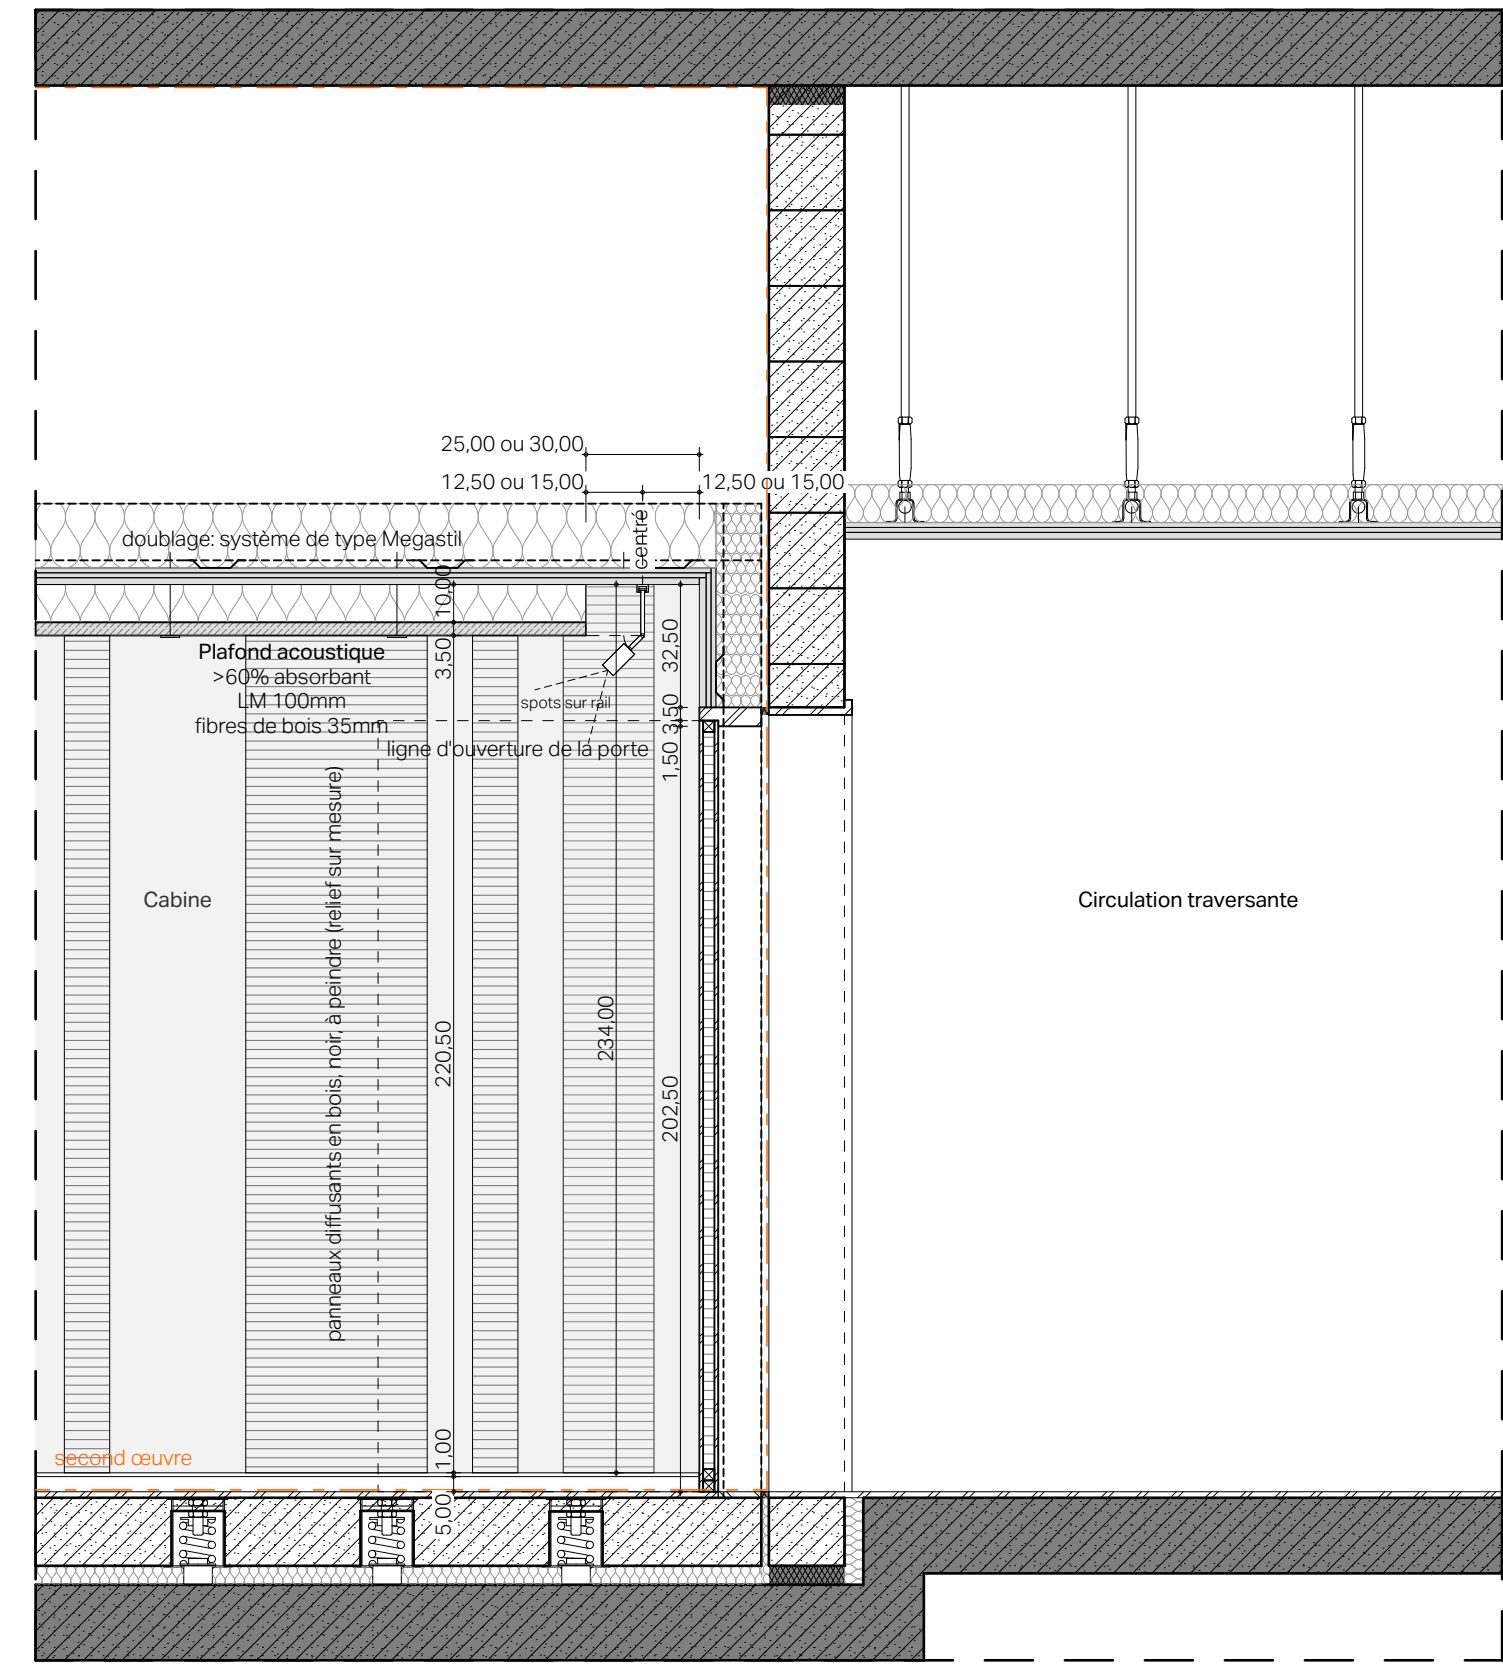 25,00 ou 30,00
12,50 ou 15,00
12,50 ou 15,00
centré
doublage: système de type Megastil
10,00
Plafond acoustique
>60% absorbant
LM 100mm
fibres de bois 35mm
3,50
32,50
spots sur rail
3,50
ligne d'ouverture de la porte
1,50
panneaux diffusants en bois, noir, à peindre (relief sur mesure)
Cabine
Circulation traversante
220,50
234,00
202,50
second œuvre
1,00
5,00